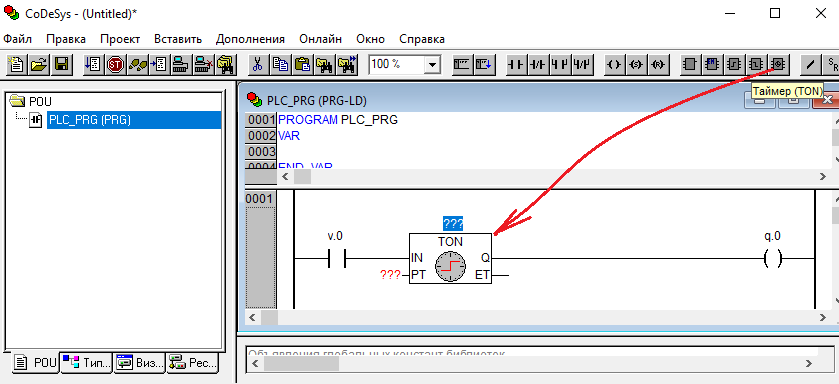 CoDeSys - (Untitled)*
Файл Правка Проект Вставить Дополнения Онлайн Окно Справка
STOP 100 % S R
Таймер (TON)
POU
PLC_PRG (PRG)
PLC_PRG (PRG-LD)
0001 PROGRAM PLC_PRG
0002 VAR
0003
0004 END_VAR
0001
???
v.0 TON q.0
IN Q
??? PT ET
POU Тип... Виз... Рес...
Объявления глобальных констант библиотек